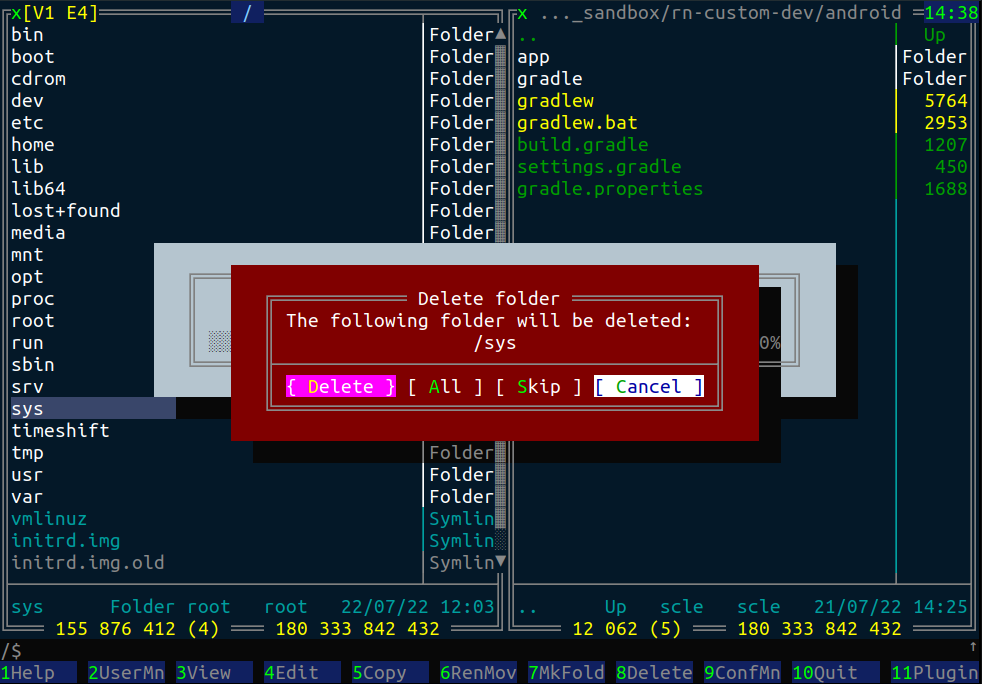 x[V1 E4] /
bin Folder
boot Folder
cdrom Folder
dev Folder
etc Folder
home Folder
lib Folder
lib64 Folder
lost+found Folder
media Folder
mnt
opt
proc
root
run
sbin
srv
sys
timeshift
tmp Folder
usr Folder
var Folder
vmlinuz Symlin
initrd.img Symlin
initrd.img.old Symlin
sys Folder root root 22/07/22 12:03
155 876 412 (4) 180 333 842 432
x ..._sandbox/rn-custom-dev/android 14:38
.. Up
app Folder
gradle Folder
gradlew 5764
gradlew.bat 2953
build.gradle 1207
settings.gradle 450
gradle.properties 1688
.. Up scle scle 21/07/22 14:25
12 062 (5) 180 333 842 432
0%
Delete folder
The following folder will be deleted:
/sys
{ Delete } [ All ] [ Skip ] [ Cancel ]
/$ ↑
1Help 2UserMn 3View 4Edit 5Copy 6RenMov 7MkFold 8Delete 9ConfMn 10Quit 11Plugin